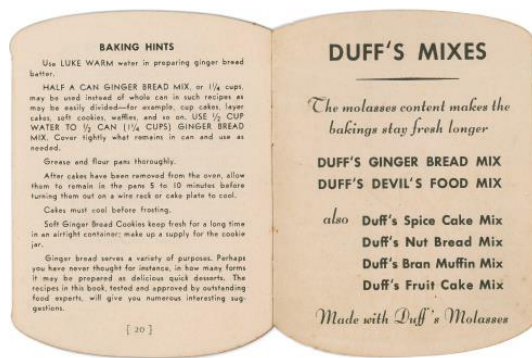 BAKING HINTS
Use LUKE WARM water in preparing ginger bread
batter.
HALF A CAN GINGER BREAD MIX, or 1¼ cups,
may be used instead of whole can in such recipes as
may be easily divided—for example, cup cakes, layer
cakes, soft cookies, waffles, and so on. USE ½ CUP
WATER TO ½ CAN (1¼ CUPS) GINGER BREAD
MIX. Cover tightly what remains in can and use as
needed.
Grease and flour pans thoroughly.
After cakes have been removed from the oven, allow
them to remain in the pans 5 to 10 minutes before
turning them out on a wire rack or cake plate to cool.
Cakes must cool before frosting.
Soft Ginger Bread Cookies keep fresh for a long time
in an airtight container; make up a supply for the cookie
jar.
Ginger bread serves a variety of purposes. Perhaps
you have never thought for instance, in how many forms
it may be prepared as delicious quick desserts. The
recipes in this book, tested and approved by outstanding
food experts, will give you numerous interesting sug-
gestions.
[ 20 ]
DUFF'S MIXES
The molasses content makes the
bakings stay fresh longer
DUFF'S GINGER BREAD MIX
DUFF'S DEVIL'S FOOD MIX
also Duff's Spice Cake Mix
Duff's Nut Bread Mix
Duff's Bran Muffin Mix
Duff's Fruit Cake Mix
Made with Duff's Molasses